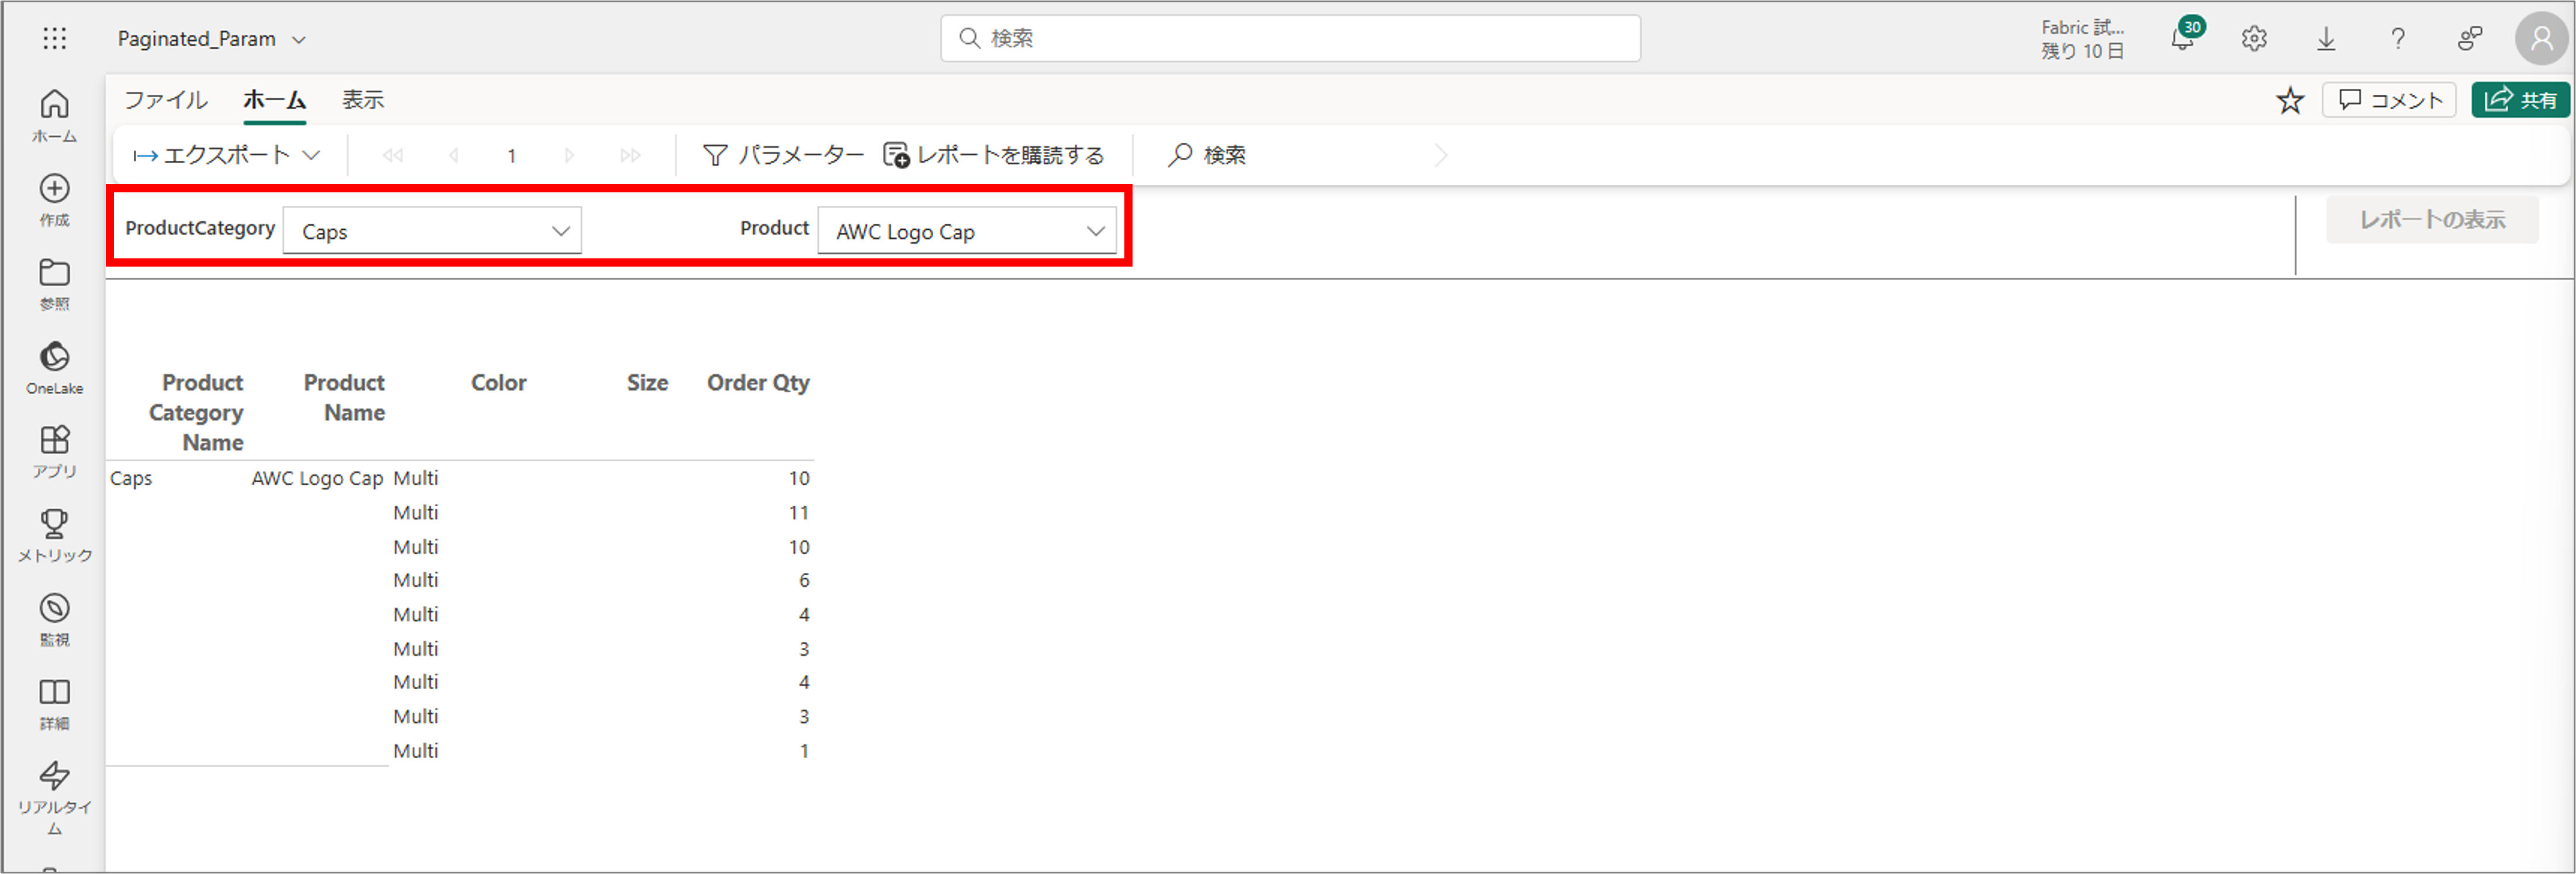 Paginated_Param
検索
Fabric 試...
残り 10 日
30
ファイル ホーム 表示
コメント
共有
エクスポート 1 パラメーター レポートを購読する 検索
ProductCategory Caps Product AWC Logo Cap
レポートの表示
ホーム
作成
参照
OneLake
アプリ
メトリック
監視
詳細
リアルタイ
ム
Product Category Name Product Name Color Size Order Qty
Caps AWC Logo Cap Multi 10
Multi 11
Multi 10
Multi 6
Multi 4
Multi 3
Multi 4
Multi 3
Multi 1